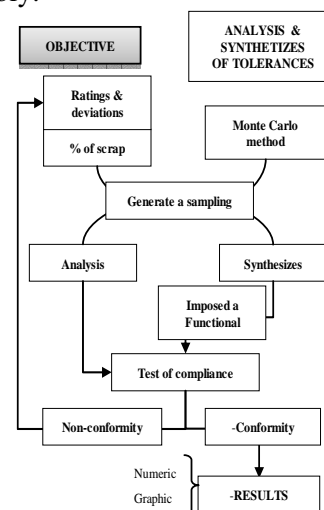 OBJECTIVE
ANALYSIS &
SYNTHETIZES
OF TOLERANCES
Ratings &
deviations
% of scrap
Monte Carlo
method
Generate a sampling
Analysis
Synthesizes
Imposed a
Functional
Test of compliance
Non-conformity
-Conformity
Numeric
Graphic
-RESULTS